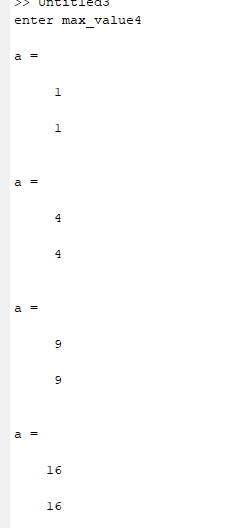 >> Untitled3
enter max_value4
a =
1
1
a =
4
4
a =
9
9
a =
16
16